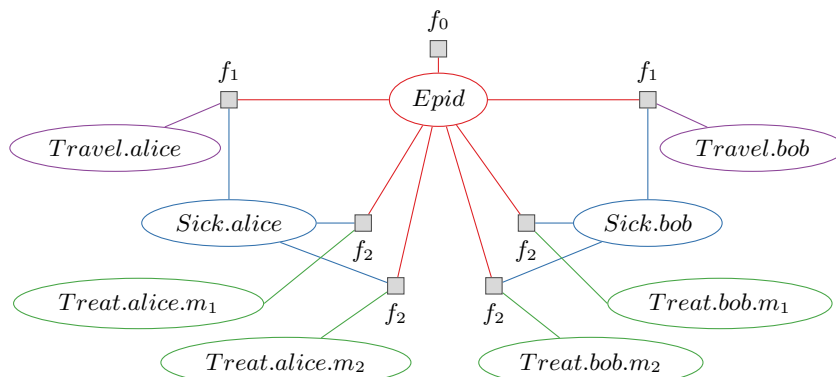 f₀
f₁ f₁
Epid
Travel.alice Travel.bob
Sick.alice Sick.bob
f₂ f₂
Treat.alice.m₁ f₂ f₂ Treat.bob.m₁
Treat.alice.m₂ Treat.bob.m₂